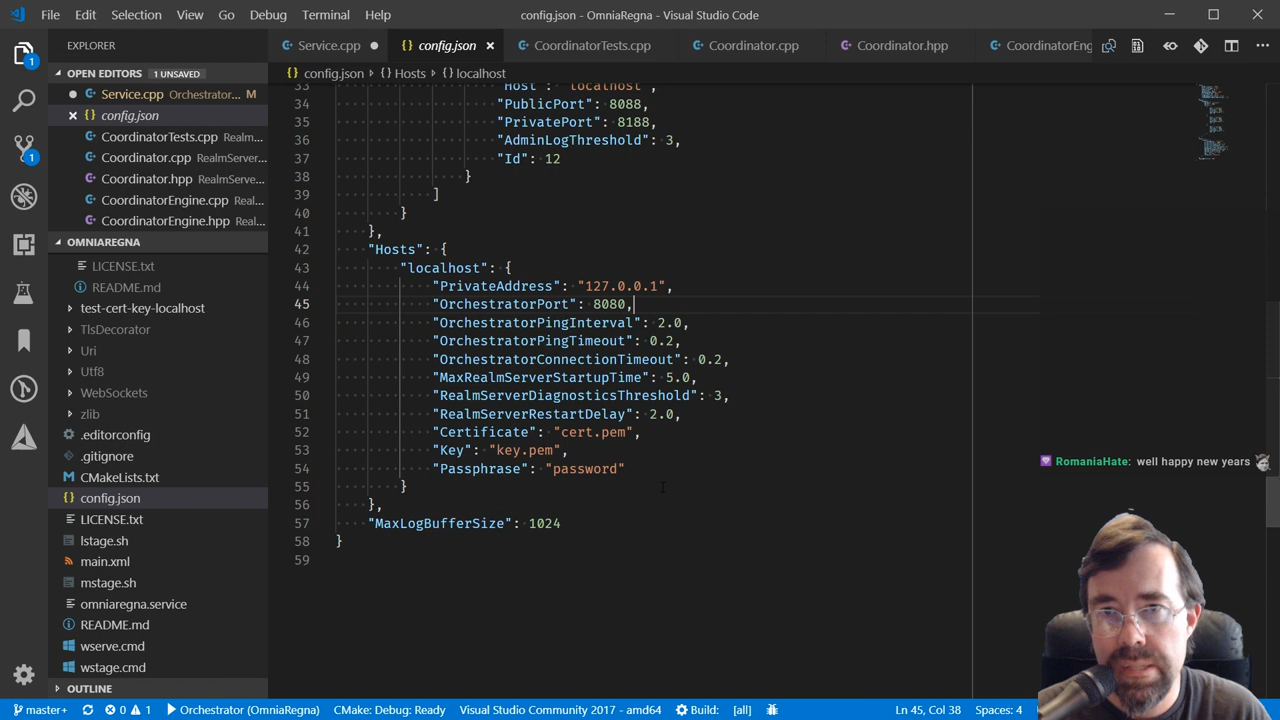 File Edit Selection View Go Debug Terminal Help config.json - OmniaRegna - Visual Studio Code
EXPLORER
Service.cpp config.json CoordinatorTests.cpp Coordinator.cpp Coordinator.hpp CoordinatorEng
OPEN EDITORS 1 UNSAVED
config.json > {} Hosts > {} localhost
Service.cpp Orchestrator... M
config.json
CoordinatorTests.cpp Realm...
Coordinator.cpp RealmServer...
Coordinator.hpp RealmServe...
CoordinatorEngine.cpp Real...
CoordinatorEngine.hpp Real...
OMNIAREGNA
LICENSE.txt
README.md
test-cert-key-localhost
TlsDecorator
Uri
Utf8
WebSockets
zlib
.editorconfig
.gitignore
CMakeLists.txt
config.json
LICENSE.txt
lstage.sh
main.xml
mstage.sh
omniaregna.service
README.md
wserve.cmd
wstage.cmd
OUTLINE
33 "Host": "localhost",
34 "PublicPort": 8088,
35 "PrivatePort": 8188,
36 "AdminLogThreshold": 3,
37 "Id": 12
38 }
39 ]
40 }
41 },
42 "Hosts": {
43 "localhost": {
44 "PrivateAddress": "127.0.0.1",
45 "OrchestratorPort": 8080,
46 "OrchestratorPingInterval": 2.0,
47 "OrchestratorPingTimeout": 0.2,
48 "OrchestratorConnectionTimeout": 0.2,
49 "MaxRealmServerStartupTime": 5.0,
50 "RealmServerDiagnosticsThreshold": 3,
51 "RealmServerRestartDelay": 2.0,
52 "Certificate": "cert.pem",
53 "Key": "key.pem",
54 "Passphrase": "password"
55 }
56 },
57 "MaxLogBufferSize": 1024
58 }
59
RomaniaHate: well happy new years
master+ 0 1 Orchestrator (OmniaRegna) CMake: Debug: Ready Visual Studio Community 2017 - amd64 Build: [all] Ln 45, Col 38 Spaces: 4